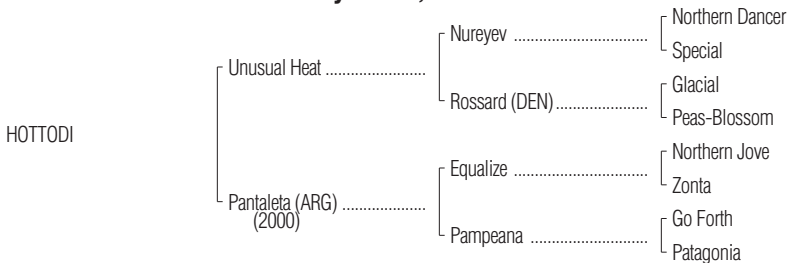 Northern Dancer
Nureyev ................................
Special
Unusual Heat ........................
Glacial
Rossard (DEN)......................
Peas-Blossom
HOTTODI
Northern Jove
Equalize ................................
Zonta
Pantaleta (ARG) ....................
(2000)
Go Forth
Pampeana ............................
Patagonia